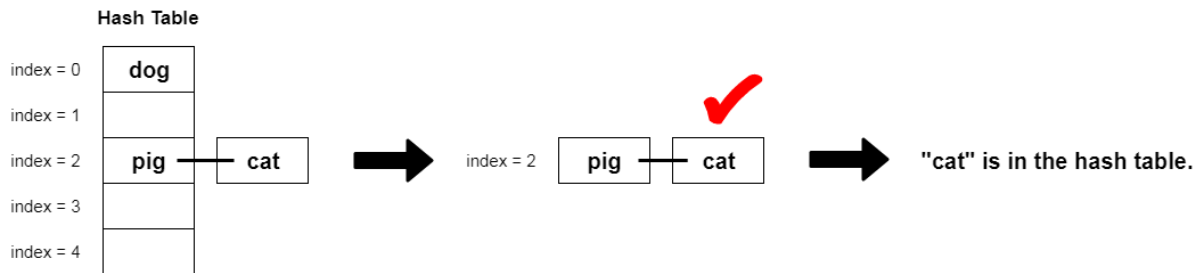 Hash Table
index = 0 dog
index = 1
index = 2 pig cat index = 2 pig cat "cat" is in the hash table.
index = 3
index = 4